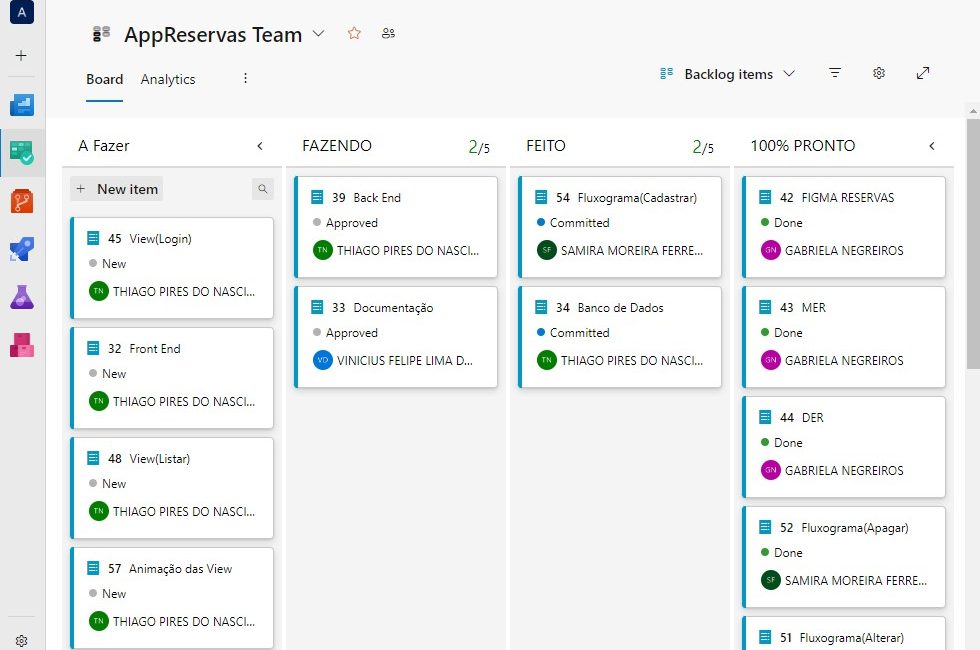 A
AppReservas Team
Board
Analytics
Backlog items
A Fazer
New item
45 View(Login)
New
TN THIAGO PIRES DO NASCI...
32 Front End
New
TN THIAGO PIRES DO NASCI...
48 View(Listar)
New
TN THIAGO PIRES DO NASCI...
57 Animação das View
New
TN THIAGO PIRES DO NASCI...
FAZENDO 2/5
39 Back End
Approved
TN THIAGO PIRES DO NASCI...
33 Documentação
Approved
VD VINICIUS FELIPE LIMA D...
FEITO 2/5
54 Fluxograma(Cadastrar)
Committed
SF SAMIRA MOREIRA FERRE...
34 Banco de Dados
Committed
TN THIAGO PIRES DO NASCI...
100% PRONTO
42 FIGMA RESERVAS
Done
GN GABRIELA NEGREIROS
43 MER
Done
GN GABRIELA NEGREIROS
44 DER
Done
GN GABRIELA NEGREIROS
52 Fluxograma(Apagar)
Done
SF SAMIRA MOREIRA FERRE...
51 Fluxograma(Alterar)